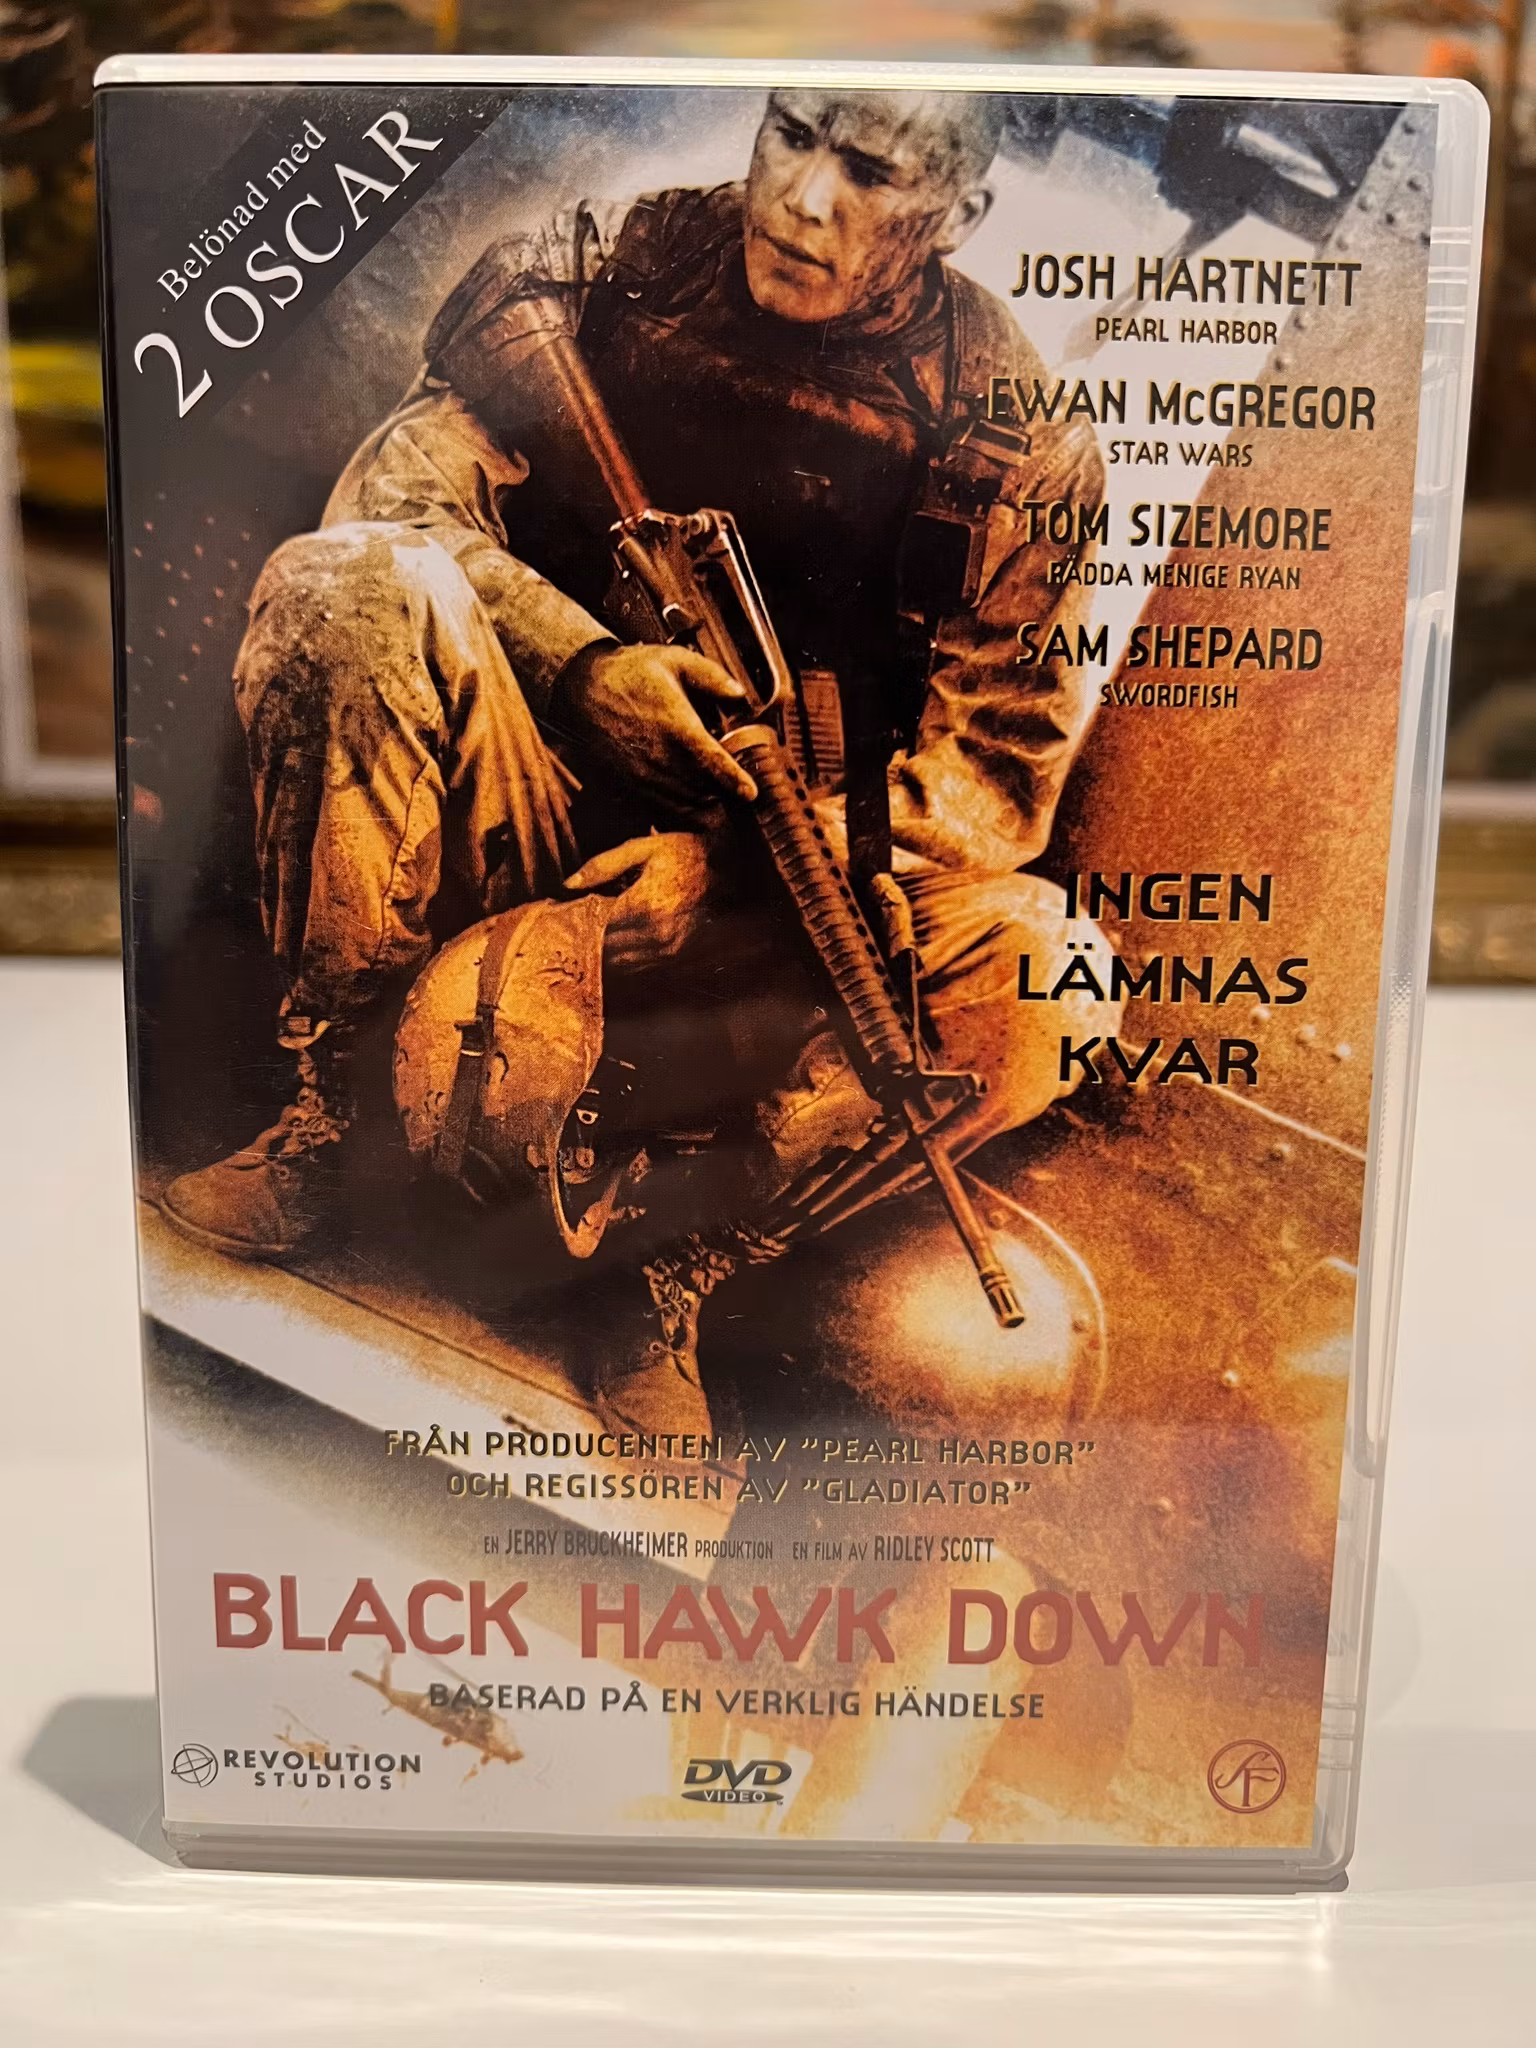 Belönad med
2 OSCAR
JOSH HARTNETT
PEARL HARBOR
EWAN McGREGOR
STAR WARS
TOM SIZEMORE
RÄDDA MENIGE RYAN
SAM SHEPARD
SWORDFISH
INGEN
LÄMNAS
KVAR
FRÅN PRODUCENTEN AV "PEARL HARBOR"
OCH REGISSÖREN AV "GLADIATOR"
EN JERRY BRUCKHEIMER PRODUKTION EN FILM AV RIDLEY SCOTT
BLACK HAWK DOWN
BASERAD PÅ EN VERKLIG HÄNDELSE
REVOLUTION
STUDIOS
DVD
VIDEO
SF